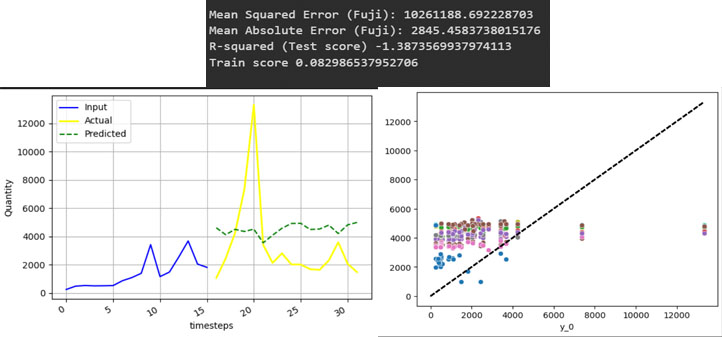 Mean Squared Error (Fuji): 10261188.692228703
Mean Absolute Error (Fuji): 2845.4583738015176
R-squared (Test score) -1.3873569937974113
Train score 0.082986537952706
Input
Actual
Predicted
12000
10000
8000
6000
4000
2000
0
Quantity
0 5 10 15 20 25 30
timesteps
14000
12000
10000
8000
6000
4000
2000
0
0 2000 4000 6000 8000 10000 12000
y_0